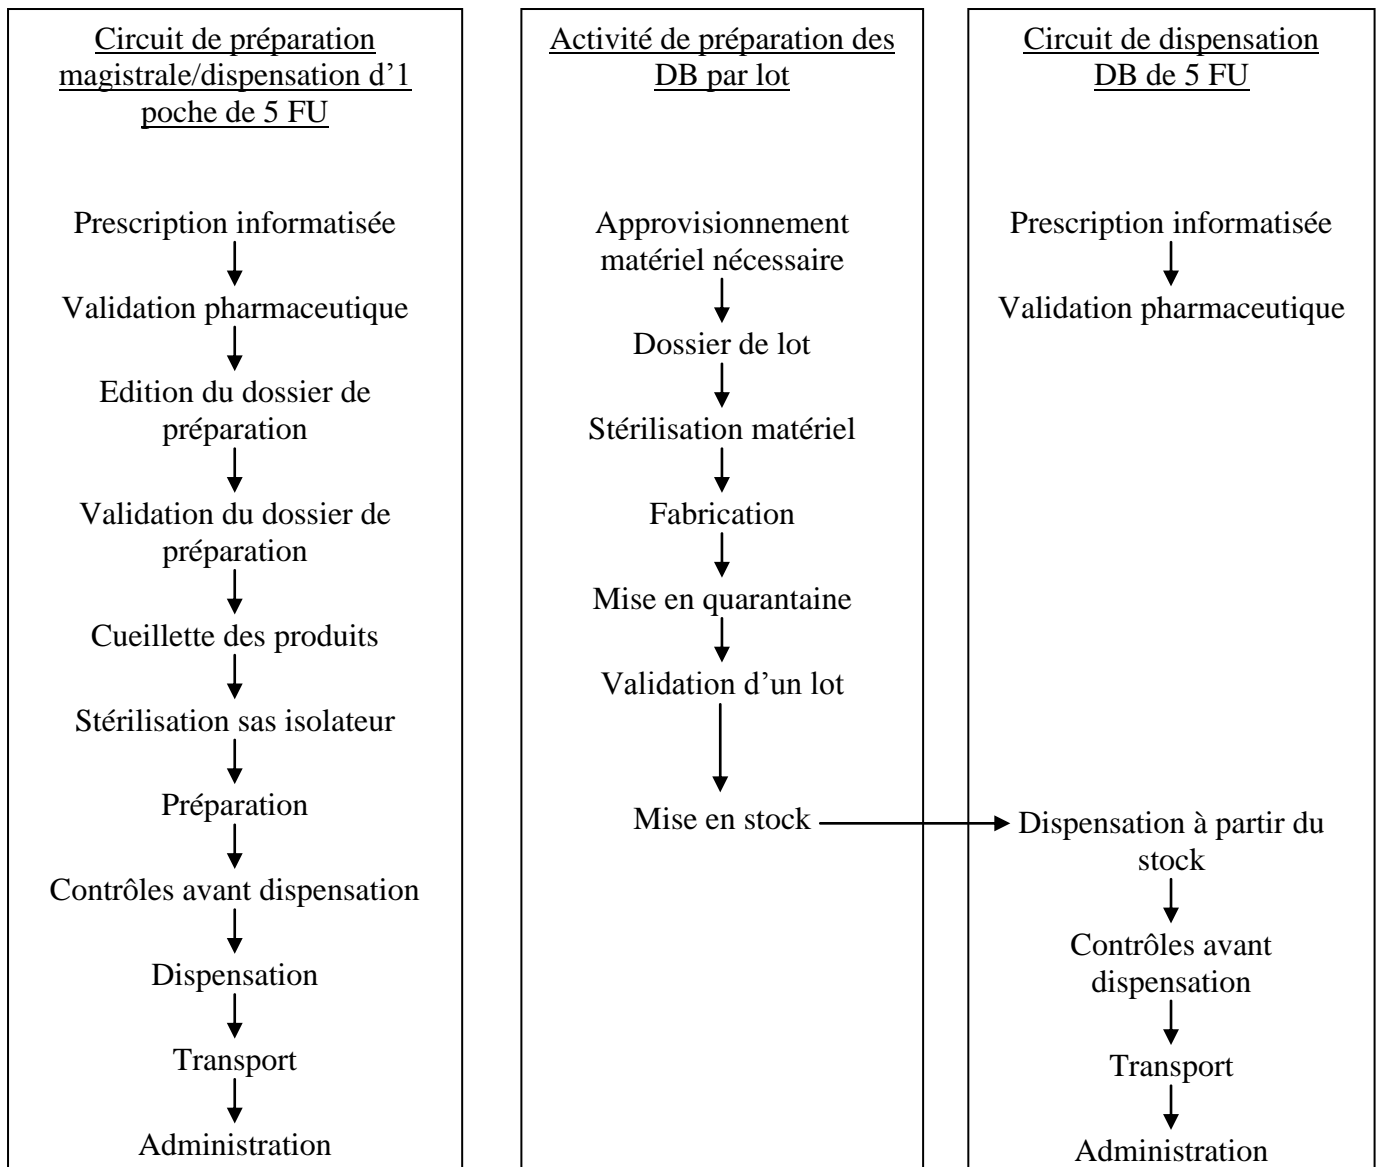 Circuit de préparation
magistrale/dispensation d’1
poche de 5 FU
Prescription informatisée
Validation pharmaceutique
Edition du dossier de
préparation
Validation du dossier de
préparation
Cueillette des produits
Stérilisation sas isolateur
Préparation
Contrôles avant dispensation
Dispensation
Transport
Administration
Activité de préparation des
DB par lot
Approvisionnement
matériel nécessaire
Dossier de lot
Stérilisation matériel
Fabrication
Mise en quarantaine
Validation d’un lot
Mise en stock
Circuit de dispensation
DB de 5 FU
Prescription informatisée
Validation pharmaceutique
Dispensation à partir du
stock
Contrôles avant
dispensation
Transport
Administration